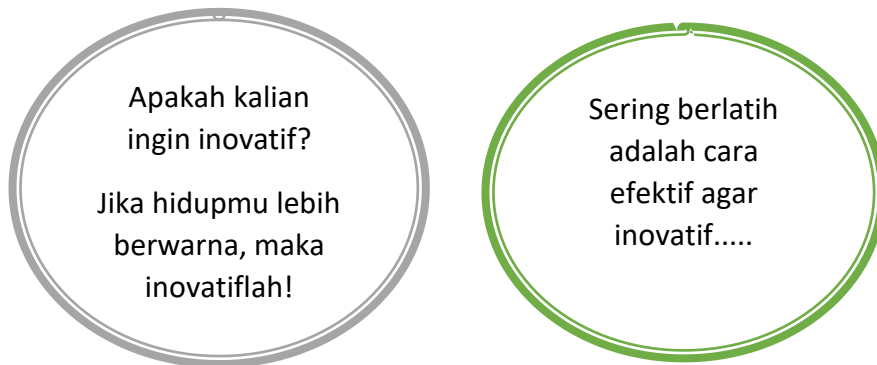 Apakah kalian
ingin inovatif?
Jika hidupmu lebih
berwarna, maka
inovatiflah!
Sering berlatih
adalah cara
efektif agar
inovatif.....